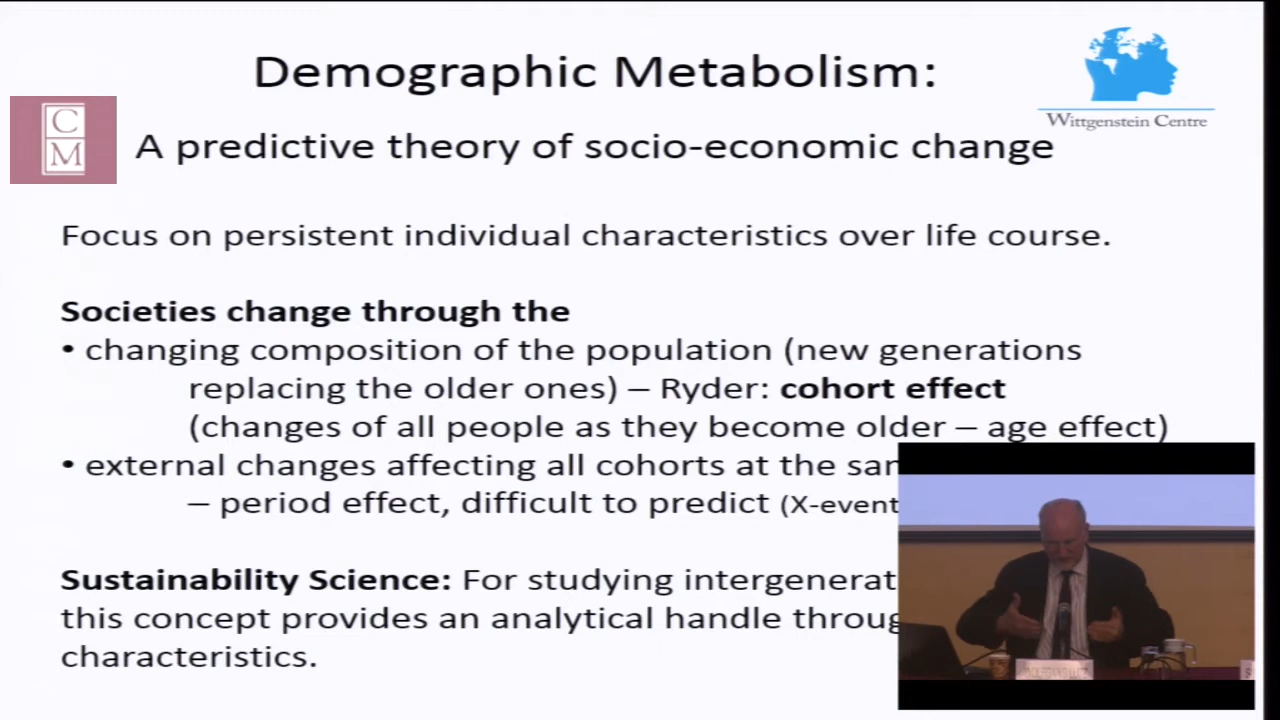 Demographic Metabolism:
Wittgenstein Centre
C
M
A predictive theory of socio-economic change
Focus on persistent individual characteristics over life course.
Societies change through the
• changing composition of the population (new generations
replacing the older ones) – Ryder: cohort effect
(changes of all people as they become older – age effect)
• external changes affecting all cohorts at the
– period effect, difficult to predict (X-event
Sustainability Science: For studying
this concept provides an analytical handle
characteristics.